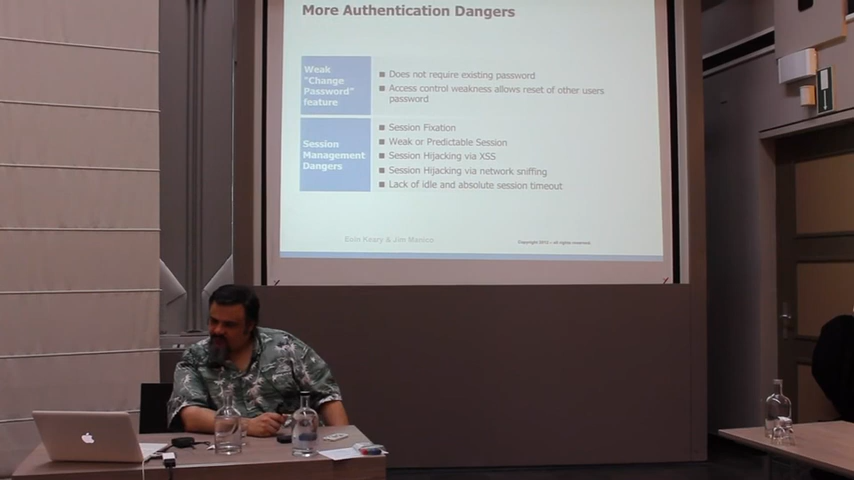 More Authentication Dangers
Weak
"Change
Password"
feature
Does not require existing password
Access control weakness allows reset of other users
password
Session
Management
Dangers
Session Fixation
Weak or Predictable Session
Session Hijacking via XSS
Session Hijacking via network sniffing
Lack of idle and absolute session timeout
Eoin Keary & Jim Manico